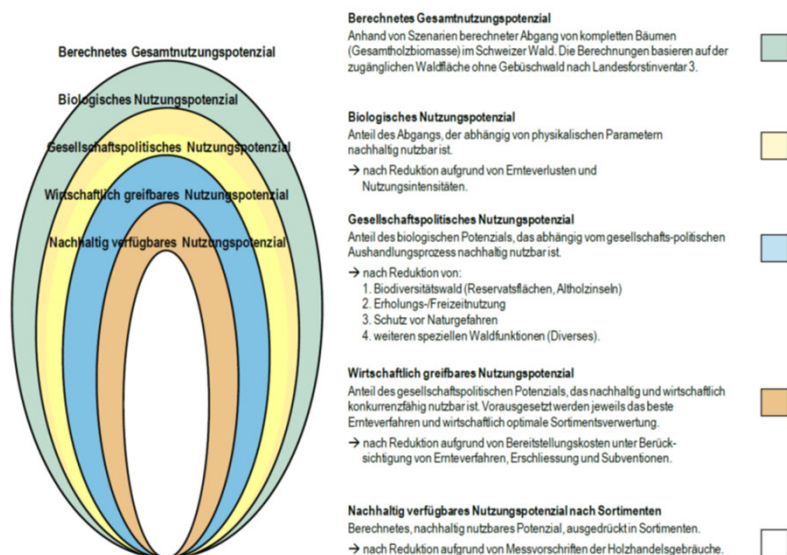 Berechnetes Gesamtnutzungspotenzial
Biologisches Nutzungspotenzial
Gesellschaftspolitisches Nutzungspotenzial
Wirtschaftlich greifbares Nutzungspotenzial
Nachhaltig verfügbares Nutzungspotenzial
Berechnetes Gesamtnutzungspotenzial
Anhand von Szenarien berechneter Abgang von kompletten Bäumen
(Gesamtholzbiomasse) im Schweizer Wald. Die Berechnungen basieren auf der
zugänglichen Waldfläche ohne Gebüschwald nach Landesforstinventar 3.
Biologisches Nutzungspotenzial
Anteil des Abgangs, der abhängig von physikalischen Parametern
nachhaltig nutzbar ist.
→ nach Reduktion aufgrund von Ernteverlusten und
Nutzungsintensitäten.
Gesellschaftspolitisches Nutzungspotenzial
Anteil des biologischen Potenzials, das abhängig vom gesellschafts-politischen
Aushandlungsprozess nachhaltig nutzbar ist.
→ nach Reduktion von:
1. Biodiversitätswald (Reservatsflächen, Altholzinseln)
2. Erholungs-/Freizeitnutzung
3. Schutz vor Naturgefahren
4. weiteren speziellen Waldfunktionen (Diverses).
Wirtschaftlich greifbares Nutzungspotenzial
Anteil des gesellschaftspolitischen Potenzials, das nachhaltig und wirtschaftlich
konkurrenzfähig nutzbar ist. Vorausgesetzt werden jeweils das beste
Ernteverfahren und wirtschaftlich optimale Sortimentsverwertung.
→ nach Reduktion aufgrund von Bereitstellungskosten unter Berück-
sichtigung von Ernteverfahren, Erschliessung und Subventionen.
Nachhaltig verfügbares Nutzungspotenzial nach Sortimenten
Berechnetes, nachhaltig nutzbares Potenzial, ausgedrückt in Sortimenten.
→ nach Reduktion aufgrund von Messvorschriften der Holzhandelsgebräuche.